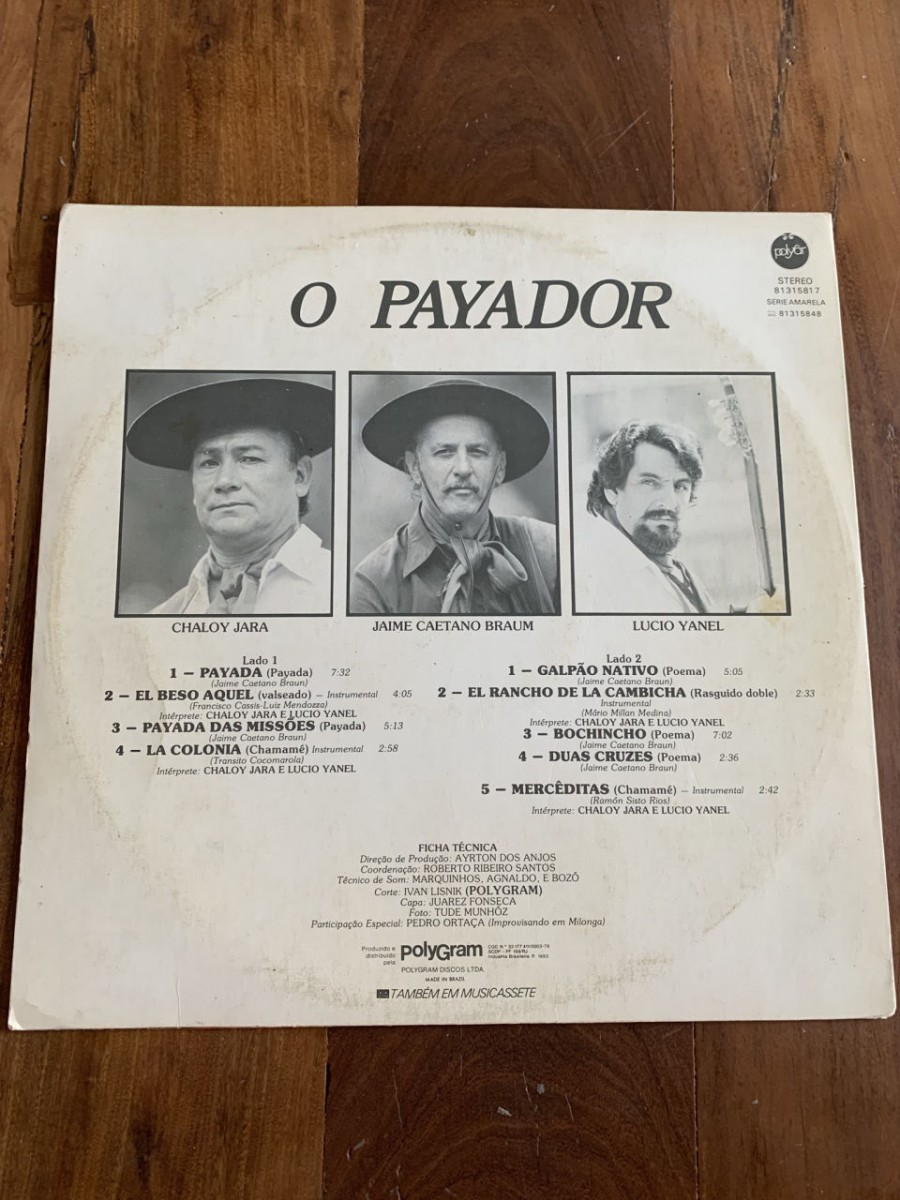 polyGr
STEREO
81315817
SERIE AMARELA
81315848
O PAYADOR
CHALOY JARA
JAIME CAETANO BRAUM
LUCIO YANEL
Lado 1
1 — PAYADA (Payada) 7:32
(Jaime Caetano Braun)
2 — EL BESO AQUEL (valseado) — Instrumental 4:05
(Francisco Cassis-Luiz Mendozza)
Intérprete: CHALOY JARA E LUCIO YANEL
3 — PAYADA DAS MISSÕES (Payada) 5:13
(Jaime Caetano Braun)
4 — LA COLONIA (Chamamé) Instrumental 2:58
(Transito Cocomarola)
Intérprete: CHALOY JARA E LUCIO YANEL
Lado 2
1 — GALPÃO NATIVO (Poema) 5:05
(Jaime Caetano Braun)
2 — EL RANCHO DE LA CAMBICHA (Rasguido doble) 2:33
Instrumental
(Mário Millan Medina)
Intérprete: CHALOY JARA E LUCIO YANEL
3 — BOCHINCHO (Poema) 7:02
(Jaime Caetano Braun)
4 — DUAS CRUZES (Poema) 2:36
(Jaime Caetano Braun)
5 — MERCÊDITAS (Chamamé) — Instrumental 2:42
(Ramón Sisto Rios)
Intérprete: CHALOY JARA E LUCIO YANEL
FICHA TÉCNICA
Direção de Produção: AYRTON DOS ANJOS
Coordenação: ROBERTO RIBEIRO SANTOS
Técnico de Som: MARQUINHOS, AGNALDO, E BOZÔ
Corte: IVAN LISNIK (POLYGRAM)
Capa: JUAREZ FONSECA
Foto: TUDE MUNHÔZ
Participação Especial: PEDRO ORTAÇA (Improvisando em Milonga)
Produzido e distribuído pela
polyGram
Indústria Brasileira
POLYGRAM DISCOS LTDA.
MADE IN BRAZIL
TAMBÉM EM MUSICASSETE